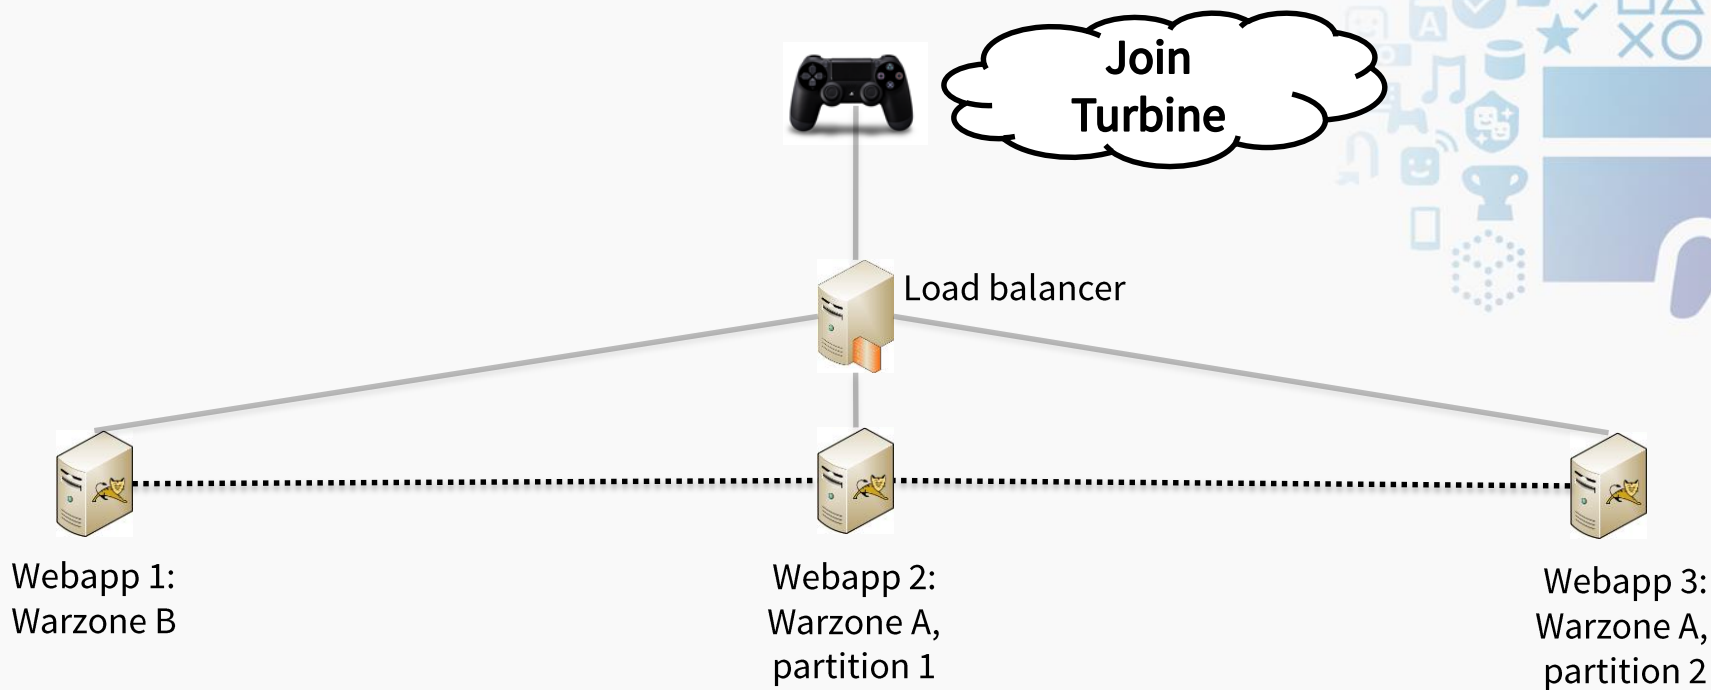 Join
Turbine
Load balancer
Webapp 1:
Warzone B
Webapp 2:
Warzone A,
partition 1
Webapp 3:
Warzone A,
partition 2